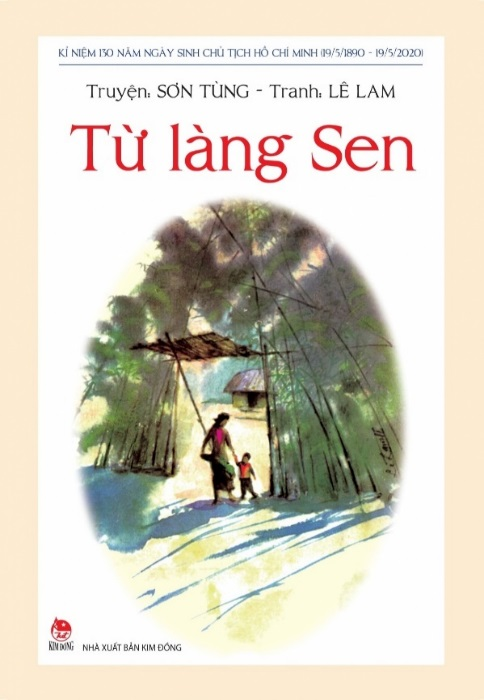 KỈ NIỆM 130 NĂM NGÀY SINH CHỦ TỊCH HỒ CHÍ MINH (19/5/1890 - 19/5/2020)
Truyện: SƠN TÙNG - Tranh: LÊ LAM
Từ làng Sen
KIM ĐỒNG
NHÀ XUẤT BẢN KIM ĐỒNG